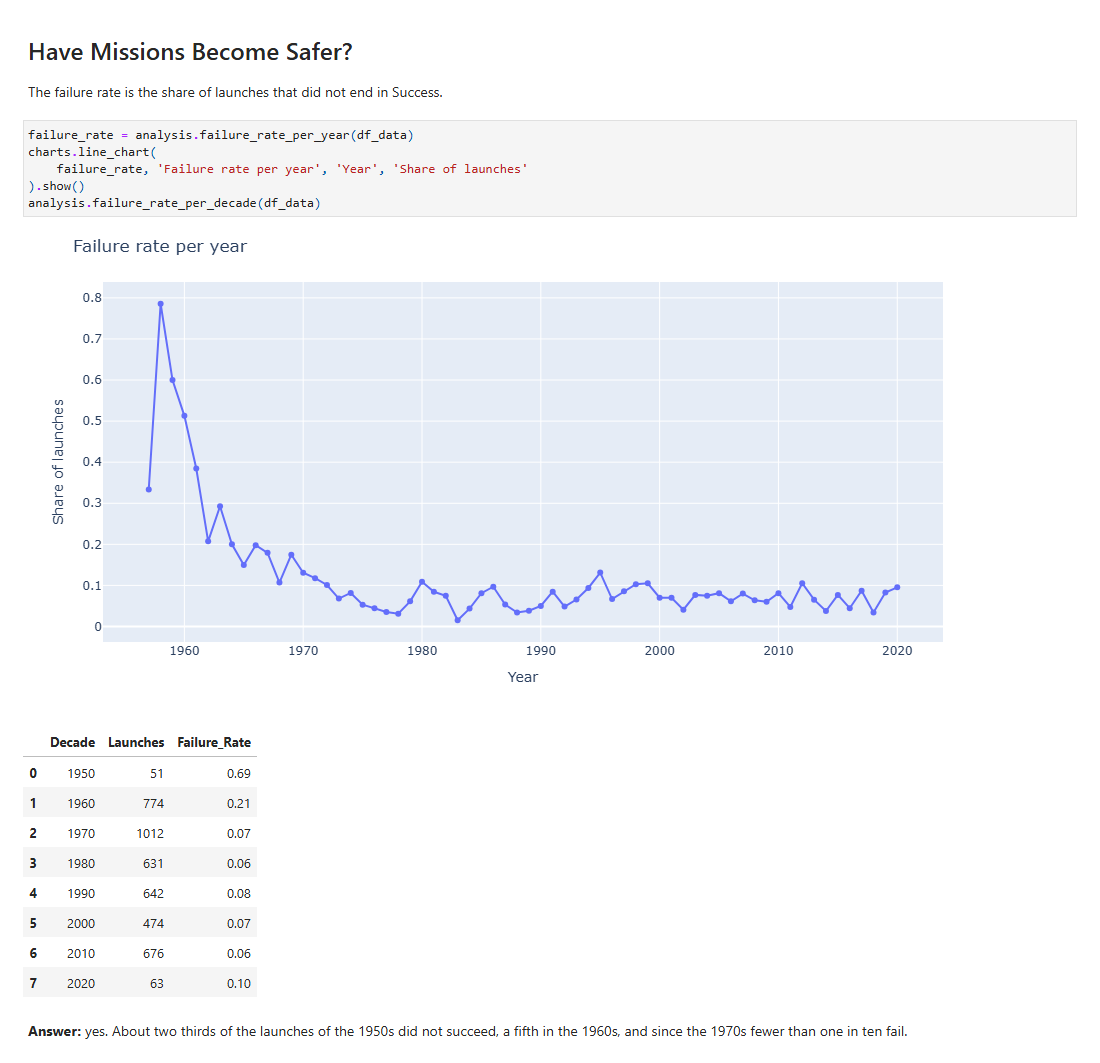 Have Missions Become Safer?
The failure rate is the share of launches that did not end in Success.
failure_rate = analysis.failure_rate_per_year(df_data)
charts.line_chart(
    failure_rate, 'Failure rate per year', 'Year', 'Share of launches'
).show()
analysis.failure_rate_per_decade(df_data)
Failure rate per year
Share of launches
0.8
0.7
0.6
0.5
0.4
0.3
0.2
0.1
0
1960 1970 1980 1990 2000 2010 2020
Year
Decade Launches Failure_Rate
0 1950 51 0.69
1 1960 774 0.21
2 1970 1012 0.07
3 1980 631 0.06
4 1990 642 0.08
5 2000 474 0.07
6 2010 676 0.06
7 2020 63 0.10
Answer: yes. About two thirds of the launches of the 1950s did not succeed, a fifth in the 1960s, and since the 1970s fewer than one in ten fail.